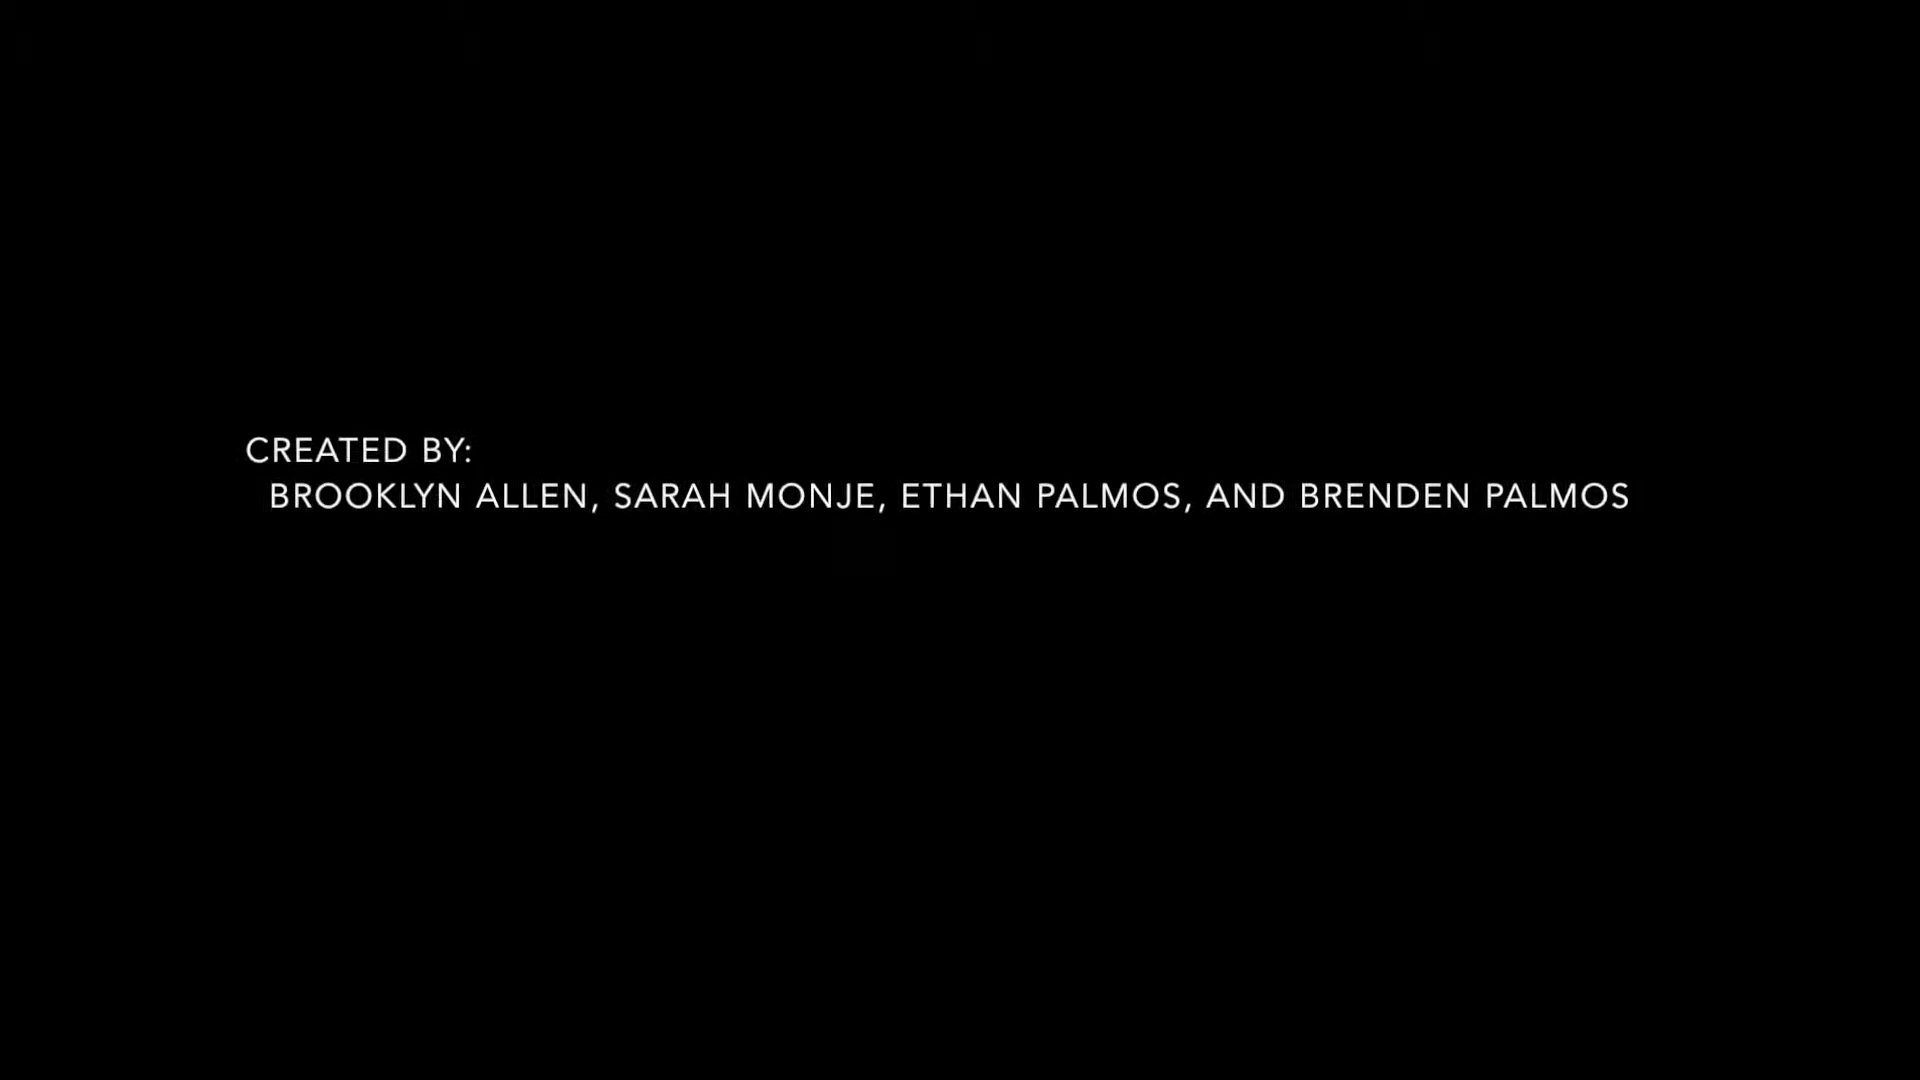 CREATED BY:
BROOKLYN ALLEN, SARAH MONJE, ETHAN PALMOS, AND BRENDEN PALMOS